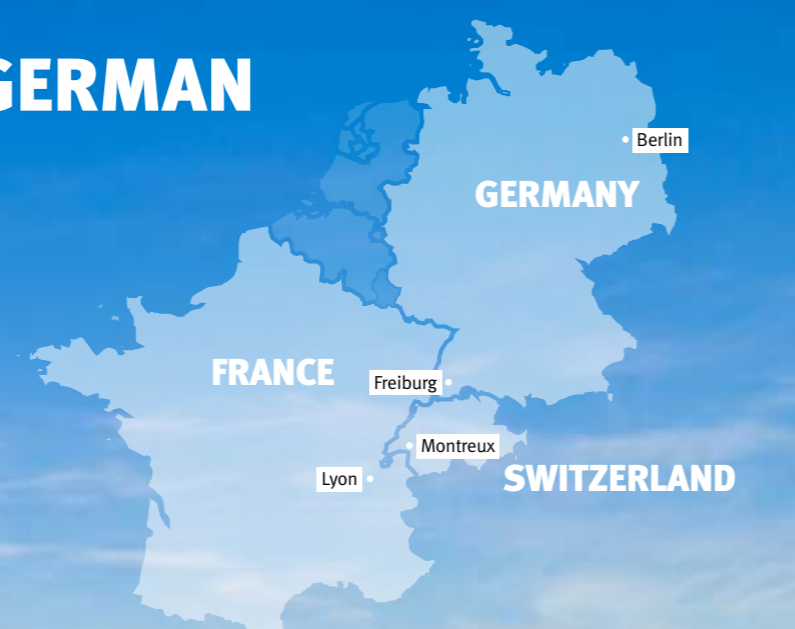 GERMAN
Berlin
GERMANY
FRANCE
Freiburg
Montreux
Lyon
SWITZERLAND